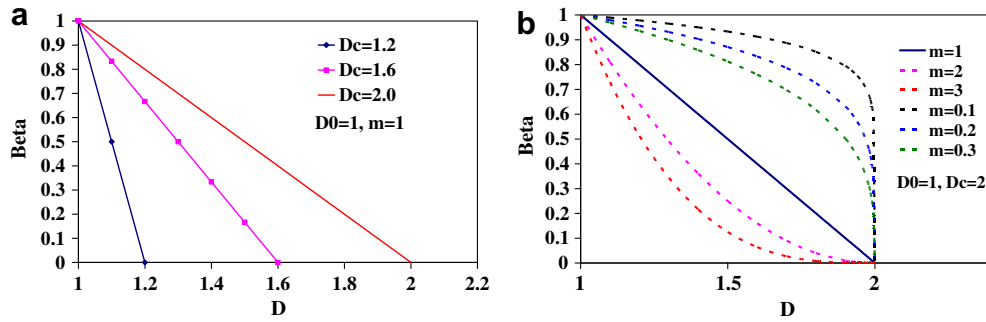 a
1
0.9
0.8
0.7
0.6
0.5
0.4
0.3
0.2
0.1
0
Beta
1
1.2
1.4
1.6
1.8
2
2.2
D
Dc=1.2
Dc=1.6
Dc=2.0
D0=1, m=1
b
1
0.9
0.8
0.7
0.6
0.5
0.4
0.3
0.2
0.1
0
Beta
1
1.5
2
D
m=1
m=2
m=3
m=0.1
m=0.2
m=0.3
D0=1, Dc=2